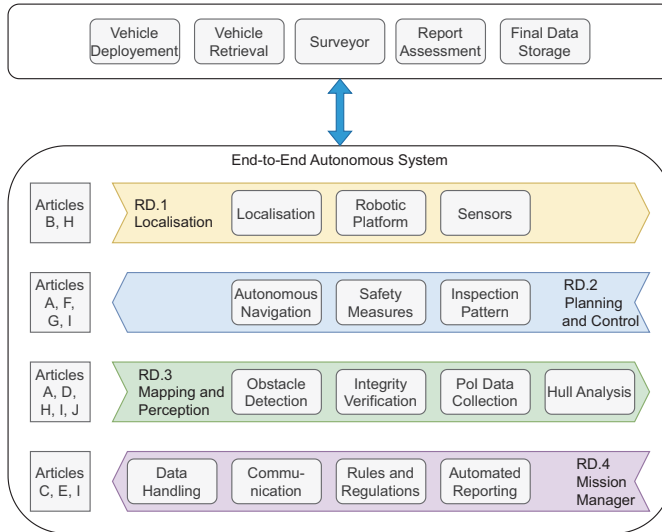 Vehicle
Deployement
Vehicle
Retrieval
Surveyor
Report
Assessment
Final Data
Storage
End-to-End Autonomous System
Articles
B, H
RD.1
Localisation
Localisation
Robotic
Platform
Sensors
Articles
A, F,
G, I
Autonomous
Navigation
Safety
Measures
Inspection
Pattern
RD.2
Planning
and Control
Articles
A, D,
H, I, J
RD.3
Mapping and
Perception
Obstacle
Detection
Integrity
Verification
PoI Data
Collection
Hull Analysis
Articles
C, E, I
Data
Handling
Commu-
nication
Rules and
Regulations
Automated
Reporting
RD.4
Mission
Manager